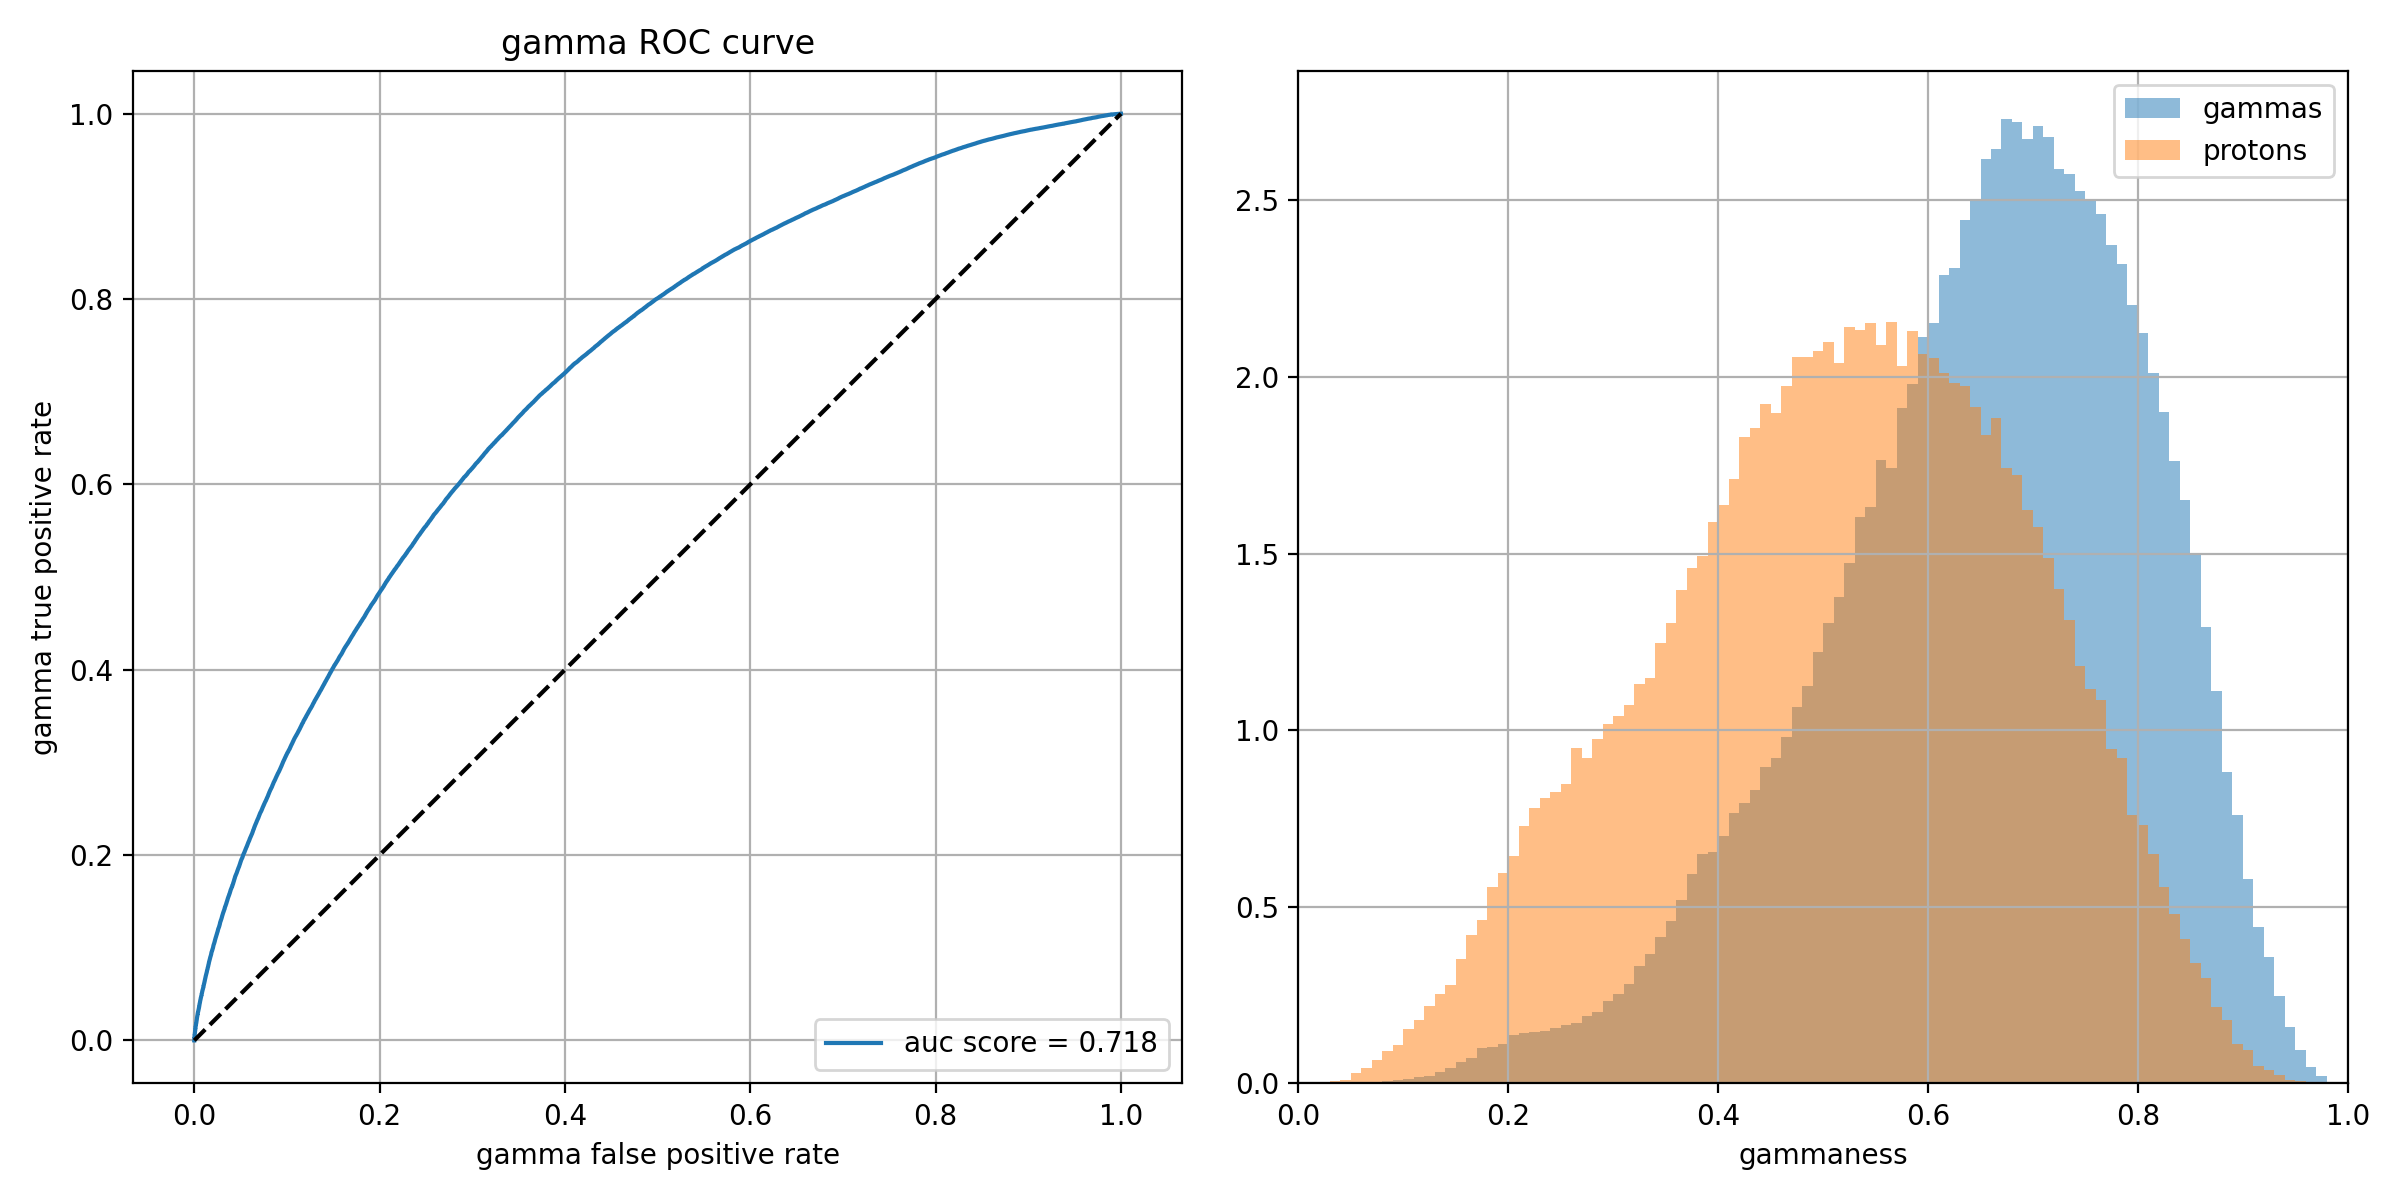 gamma ROC curve
1.0
0.8
0.6
0.4
0.2
0.0
gamma true positive rate
0.0 0.2 0.4 0.6 0.8 1.0
gamma false positive rate
auc score = 0.718
gammas
protons
2.5
2.0
1.5
1.0
0.5
0.0
0.0 0.2 0.4 0.6 0.8 1.0
gammaness